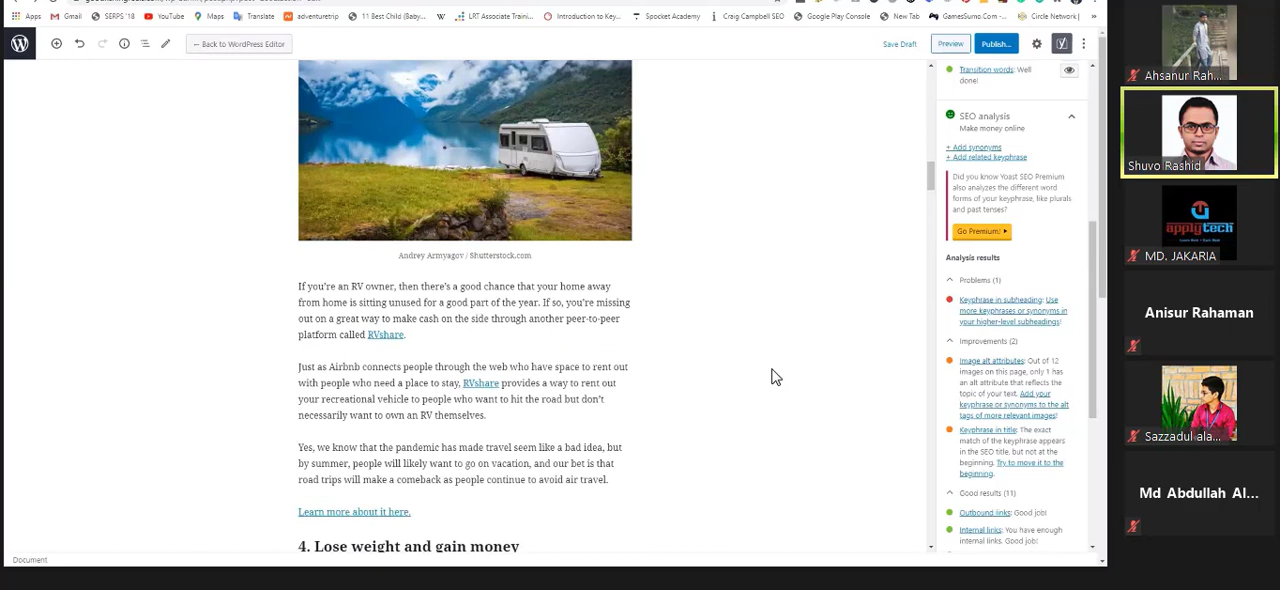 Apps
Gmail
SERPS '18
YouTube
Maps
Translate
adventuretrip
11 Best Child (Baby...
LRT Associate Traini...
Introduction to Key...
Spocket Academy
Craig Campbell SEO
Google Play Console
New Tab
GamesSumo.Com -...
Circle Network |
»
← Back to WordPress Editor
Save Draft
Preview
Publish...
Andrey Armyagov / Shutterstock.com
If you're an RV owner, then there's a good chance that your home away
from home is sitting unused for a good part of the year. If so, you're missing
out on a great way to make cash on the side through another peer-to-peer
platform called RVshare.
Just as Airbnb connects people through the web who have space to rent out
with people who need a place to stay, RVshare provides a way to rent out
your recreational vehicle to people who want to hit the road but don't
necessarily want to own an RV themselves.
Yes, we know that the pandemic has made travel seem like a bad idea, but
by summer, people will likely want to go on vacation, and our bet is that
road trips will make a comeback as people continue to avoid air travel.
Learn more about it here.
4. Lose weight and gain money
Document
Transition words: Well
done!
SEO analysis
Make money online
+ Add synonyms
+ Add related keyphrase
Did you know Yoast SEO Premium
also analyzes the different word
forms of your keyphrase, like plurals
and past tenses?
Go Premium!
Analysis results
Problems (1)
Keyphrase in subheading: Use
more keyphrases or synonyms in
your higher-level subheadings!
Improvements (2)
Image alt attributes: Out of 12
images on this page, only 1 has
an alt attribute that reflects the
topic of your text. Add your
keyphrase or synonyms to the alt
tags of more relevant images!
Keyphrase in title: The exact
match of the keyphrase appears
in the SEO title, but not at the
beginning. Try to move it to the
beginning.
Good results (11)
Outbound links: Good job!
Internal links: You have enough
internal links. Good job!
Ahsanur Rah...
Shuvo Rashid
applytech
MD. JAKARIA
Anisur Rahaman
Sazzadul ala...
Md Abdullah Al...